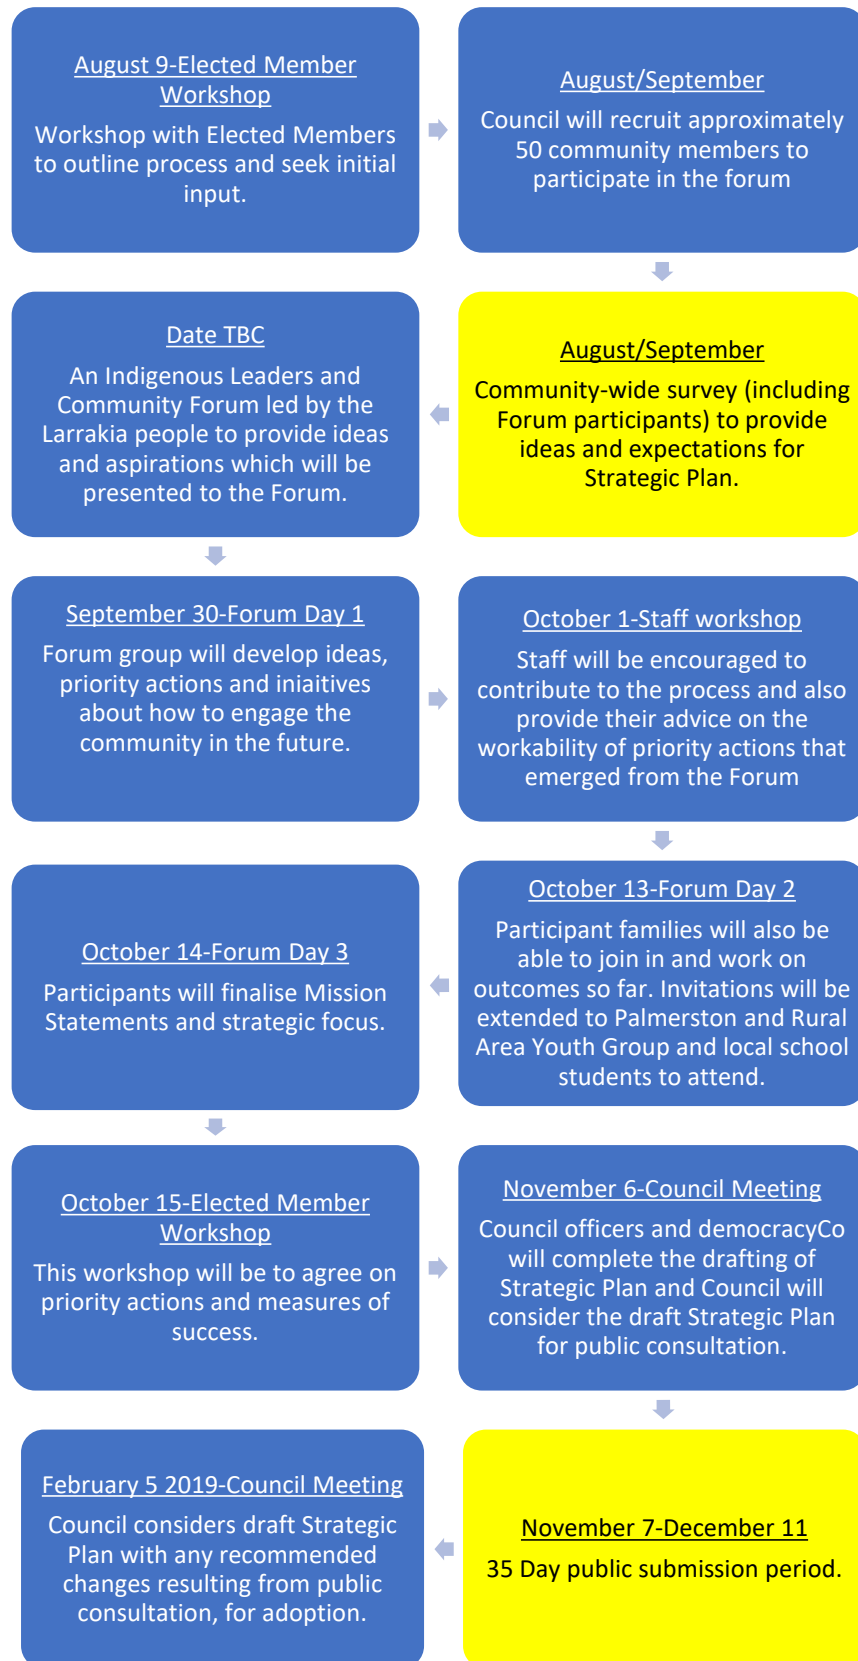 August 9-Elected Member
Workshop
Workshop with Elected Members
to outline process and seek initial
input.
August/September
Council will recruit approximately
50 community members to
participate in the forum
August/September
Community-wide survey (including
Forum participants) to provide
ideas and expectations for
Strategic Plan.
Date TBC
An Indigenous Leaders and
Community Forum led by the
Larrakia people to provide ideas
and aspirations which will be
presented to the Forum.
September 30-Forum Day 1
Forum group will develop ideas,
priority actions and iniaitives
about how to engage the
community in the future.
October 1-Staff workshop
Staff will be encouraged to
contribute to the process and also
provide their advice on the
workability of priority actions that
emerged from the Forum
October 13-Forum Day 2
Participant families will also be
able to join in and work on
outcomes so far. Invitations will be
extended to Palmerston and Rural
Area Youth Group and local school
students to attend.
October 14-Forum Day 3
Participants will finalise Mission
Statements and strategic focus.
October 15-Elected Member
Workshop
This workshop will be to agree on
priority actions and measures of
success.
November 6-Council Meeting
Council officers and democracyCo
will complete the drafting of
Strategic Plan and Council will
consider the draft Strategic Plan
for public consultation.
November 7-December 11
35 Day public submission period.
February 5 2019-Council Meeting
Council considers draft Strategic
Plan with any recommended
changes resulting from public
consultation, for adoption.